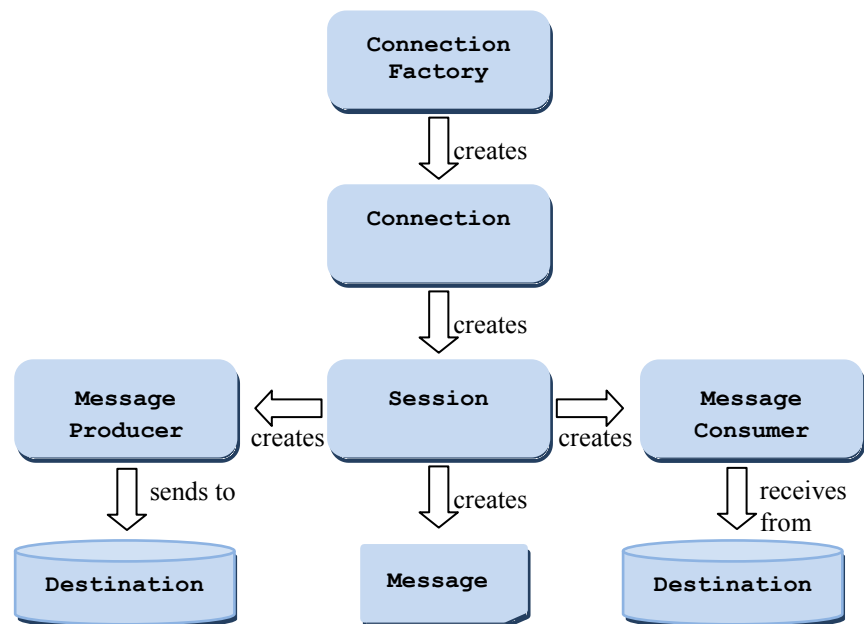 Connection
Factory
creates
Connection
creates
Message
Producer
creates
Session
creates
Message
Consumer
sends to
creates
receives
from
Destination
Message
Destination